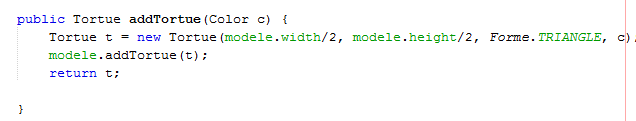 public Tortue addTortue(Color c) {
Tortue t = new Tortue(modele.width/2, modele.height/2, Forme.TRIANGLE, c);
modele.addTortue(t);
return t;
}